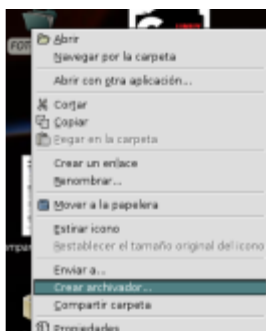 FOT
Abrir
Navegar por la carpeta
Abrir con otra aplicación...
Cortar
Copiar
Pegar en la carpeta
Crear un enlace
Renombrar...
Mover a la papelera
Estirar icono
Restablecer el tamaño original del icono
Enviar a...
Crear archivador...
Compartir carpeta
Propiedades